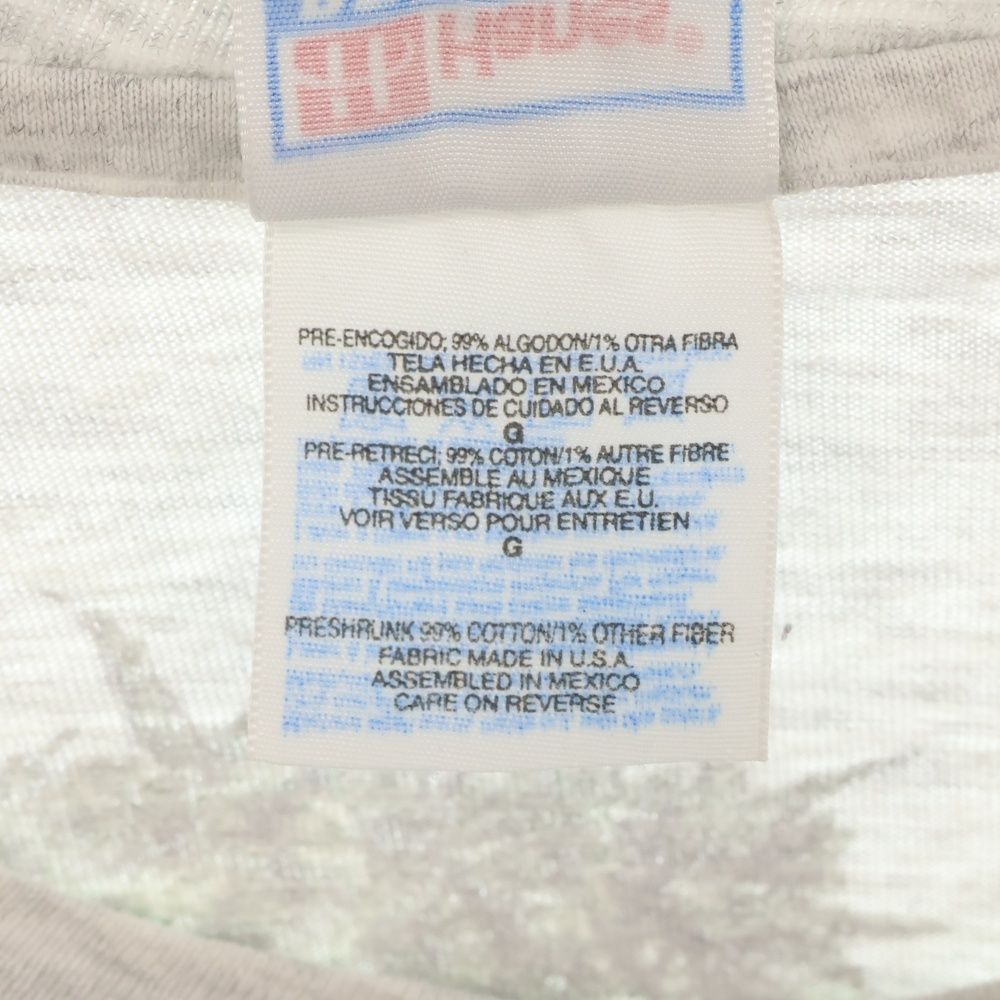 House®
PRE-ENCOGIDO; 99% ALGODON/1% OTRA FIBRA
TELA HECHA EN E.U.A.
ENSAMBLADO EN MEXICO
INSTRUCCIONES DE CUIDADO AL REVERSO
G
PRE-RETRECI; 99% COTON/1% AUTRE FIBRE
ASSEMBLE AU MEXIQUE
TISSU FABRIQUE AUX E.U.
VOIR VERSO POUR ENTRETIEN
G
PRESHRUNK 99% COTTON/1% OTHER FIBER
FABRIC MADE IN U.S.A.
ASSEMBLED IN MEXICO
CARE ON REVERSE